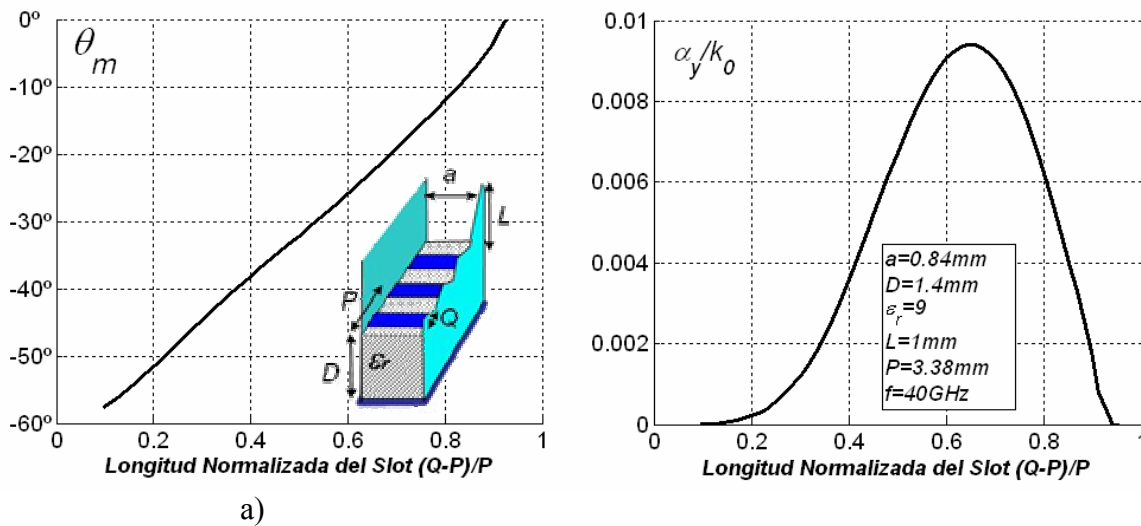 θm
0º
-10º
-20º
-30º
-40º
-50º
-60º
0 0.2 0.4 0.6 0.8 1
Longitud Normalizada del Slot (Q-P)/P
a
L
P
Q
D
εr
a)
αy/k0
0.01
0.008
0.006
0.004
0.002
0
0 0.2 0.4 0.6 0.8 1
Longitud Normalizada del Slot (Q-P)/P
a=0.84mm
D=1.4mm
εr=9
L=1mm
P=3.38mm
f=40GHz